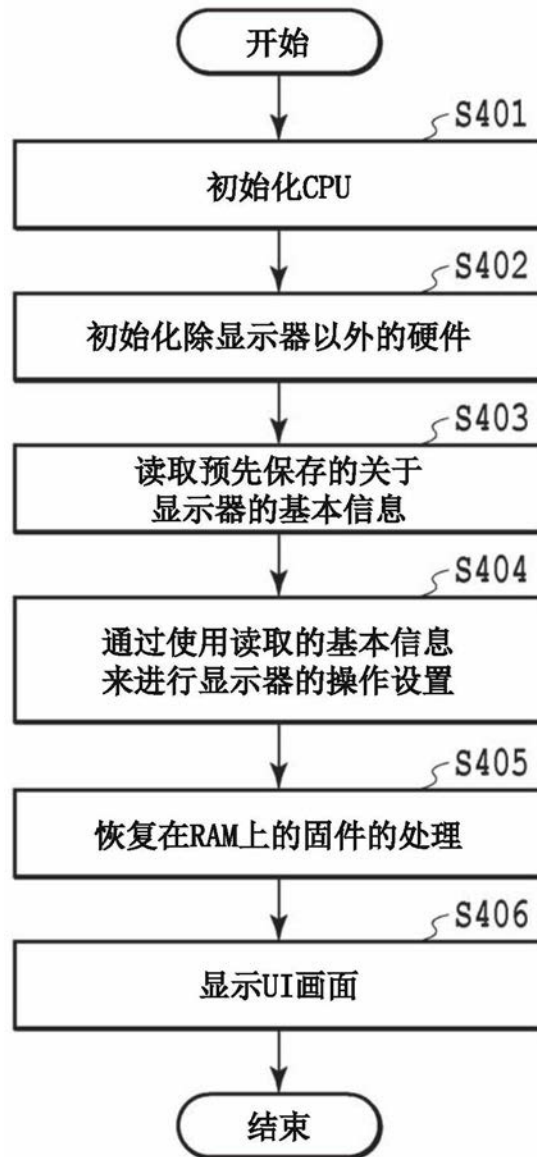 开始
S401
初始化CPU
S402
初始化除显示器以外的硬件
S403
读取预先保存的关于
显示器的基本信息
S404
通过使用读取的基本信息
来进行显示器的操作设置
S405
恢复在RAM上的固件的处理
S406
显示UI画面
结束